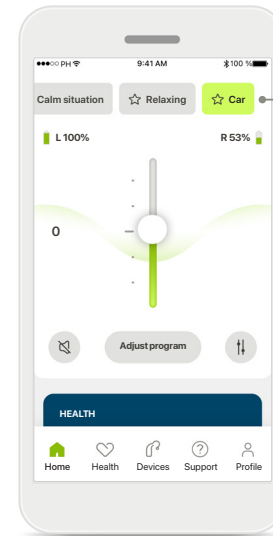 PH 9:41 AM 100 %
Calm situation Relaxing Car
L 100% R 53%
0
Adjust program
HEALTH
Home Health Devices Support Profile